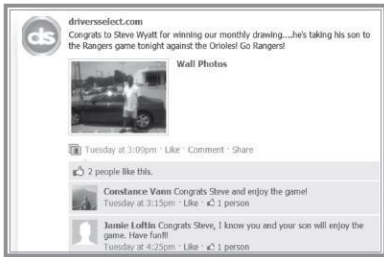 driversselect.com
Congrats to Steve Wyatt for winning our monthly drawing....he's taking his son to
the Rangers game tonight against the Orioles! Go Rangers!
ds
Wall Photos
Tuesday at 3:09pm · Like · Comment · Share
2 people like this.
Constance Vann Congrats Steve and enjoy the game!
Tuesday at 3:15pm · Like · 1 person
Jamie Loftin Congrats Steve, I know you and your son will enjoy the
game. Have fun!!!
Tuesday at 4:25pm · Like · 1 person